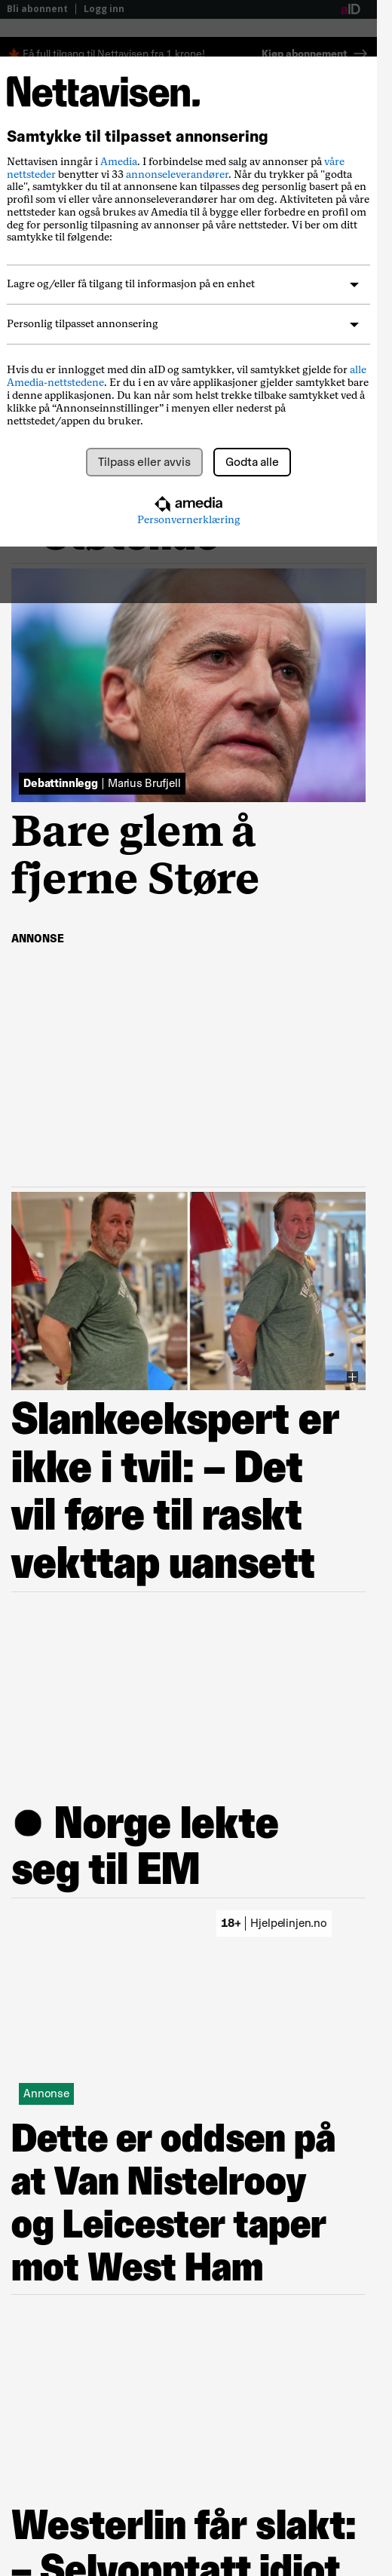 Bli abonnent | Logg inn
aID
Få full tilgang til Nettavisen fra 1 krone!
Kjøp abonnement
Nettavisen.
Samtykke til tilpasset annonsering
Nettavisen inngår i Amedia. I forbindelse med salg av annonser på våre
nettsteder benytter vi 33 annonseleverandører. Når du trykker på "godta
alle", samtykker du til at annonsene kan tilpasses deg personlig basert på en
profil som vi eller våre annonseleverandører har om deg. Aktiviteten på våre
nettsteder kan også brukes av Amedia til å bygge eller forbedre en profil om
deg for personlig tilpasning av annonser på våre nettsteder. Vi ber om ditt
samtykke til følgende:
Lagre og/eller få tilgang til informasjon på en enhet
Personlig tilpasset annonsering
Hvis du er innlogget med din aID og samtykker, vil samtykket gjelde for alle
Amedia-nettstedene. Er du i en av våre applikasjoner gjelder samtykket bare
i denne applikasjonen. Du kan når som helst trekke tilbake samtykket ved å
klikke på “Annonseinnstillinger” i menyen eller nederst på
nettstedet/appen du bruker.
Tilpass eller avvis
Godta alle
amedia
Personvernerklæring
Debattinnlegg | Marius Brufjell
Bare glem å
fjerne Støre
ANNONSE
Slankeekspert er
ikke i tvil: – Det
vil føre til raskt
vekttap uansett
● Norge lekte
seg til EM
18+ | Hjelpelinjen.no
Annonse
Dette er oddsen på
at Van Nistelrooy
og Leicester taper
mot West Ham
Westerlin får slakt:
– Selvopptatt idiot